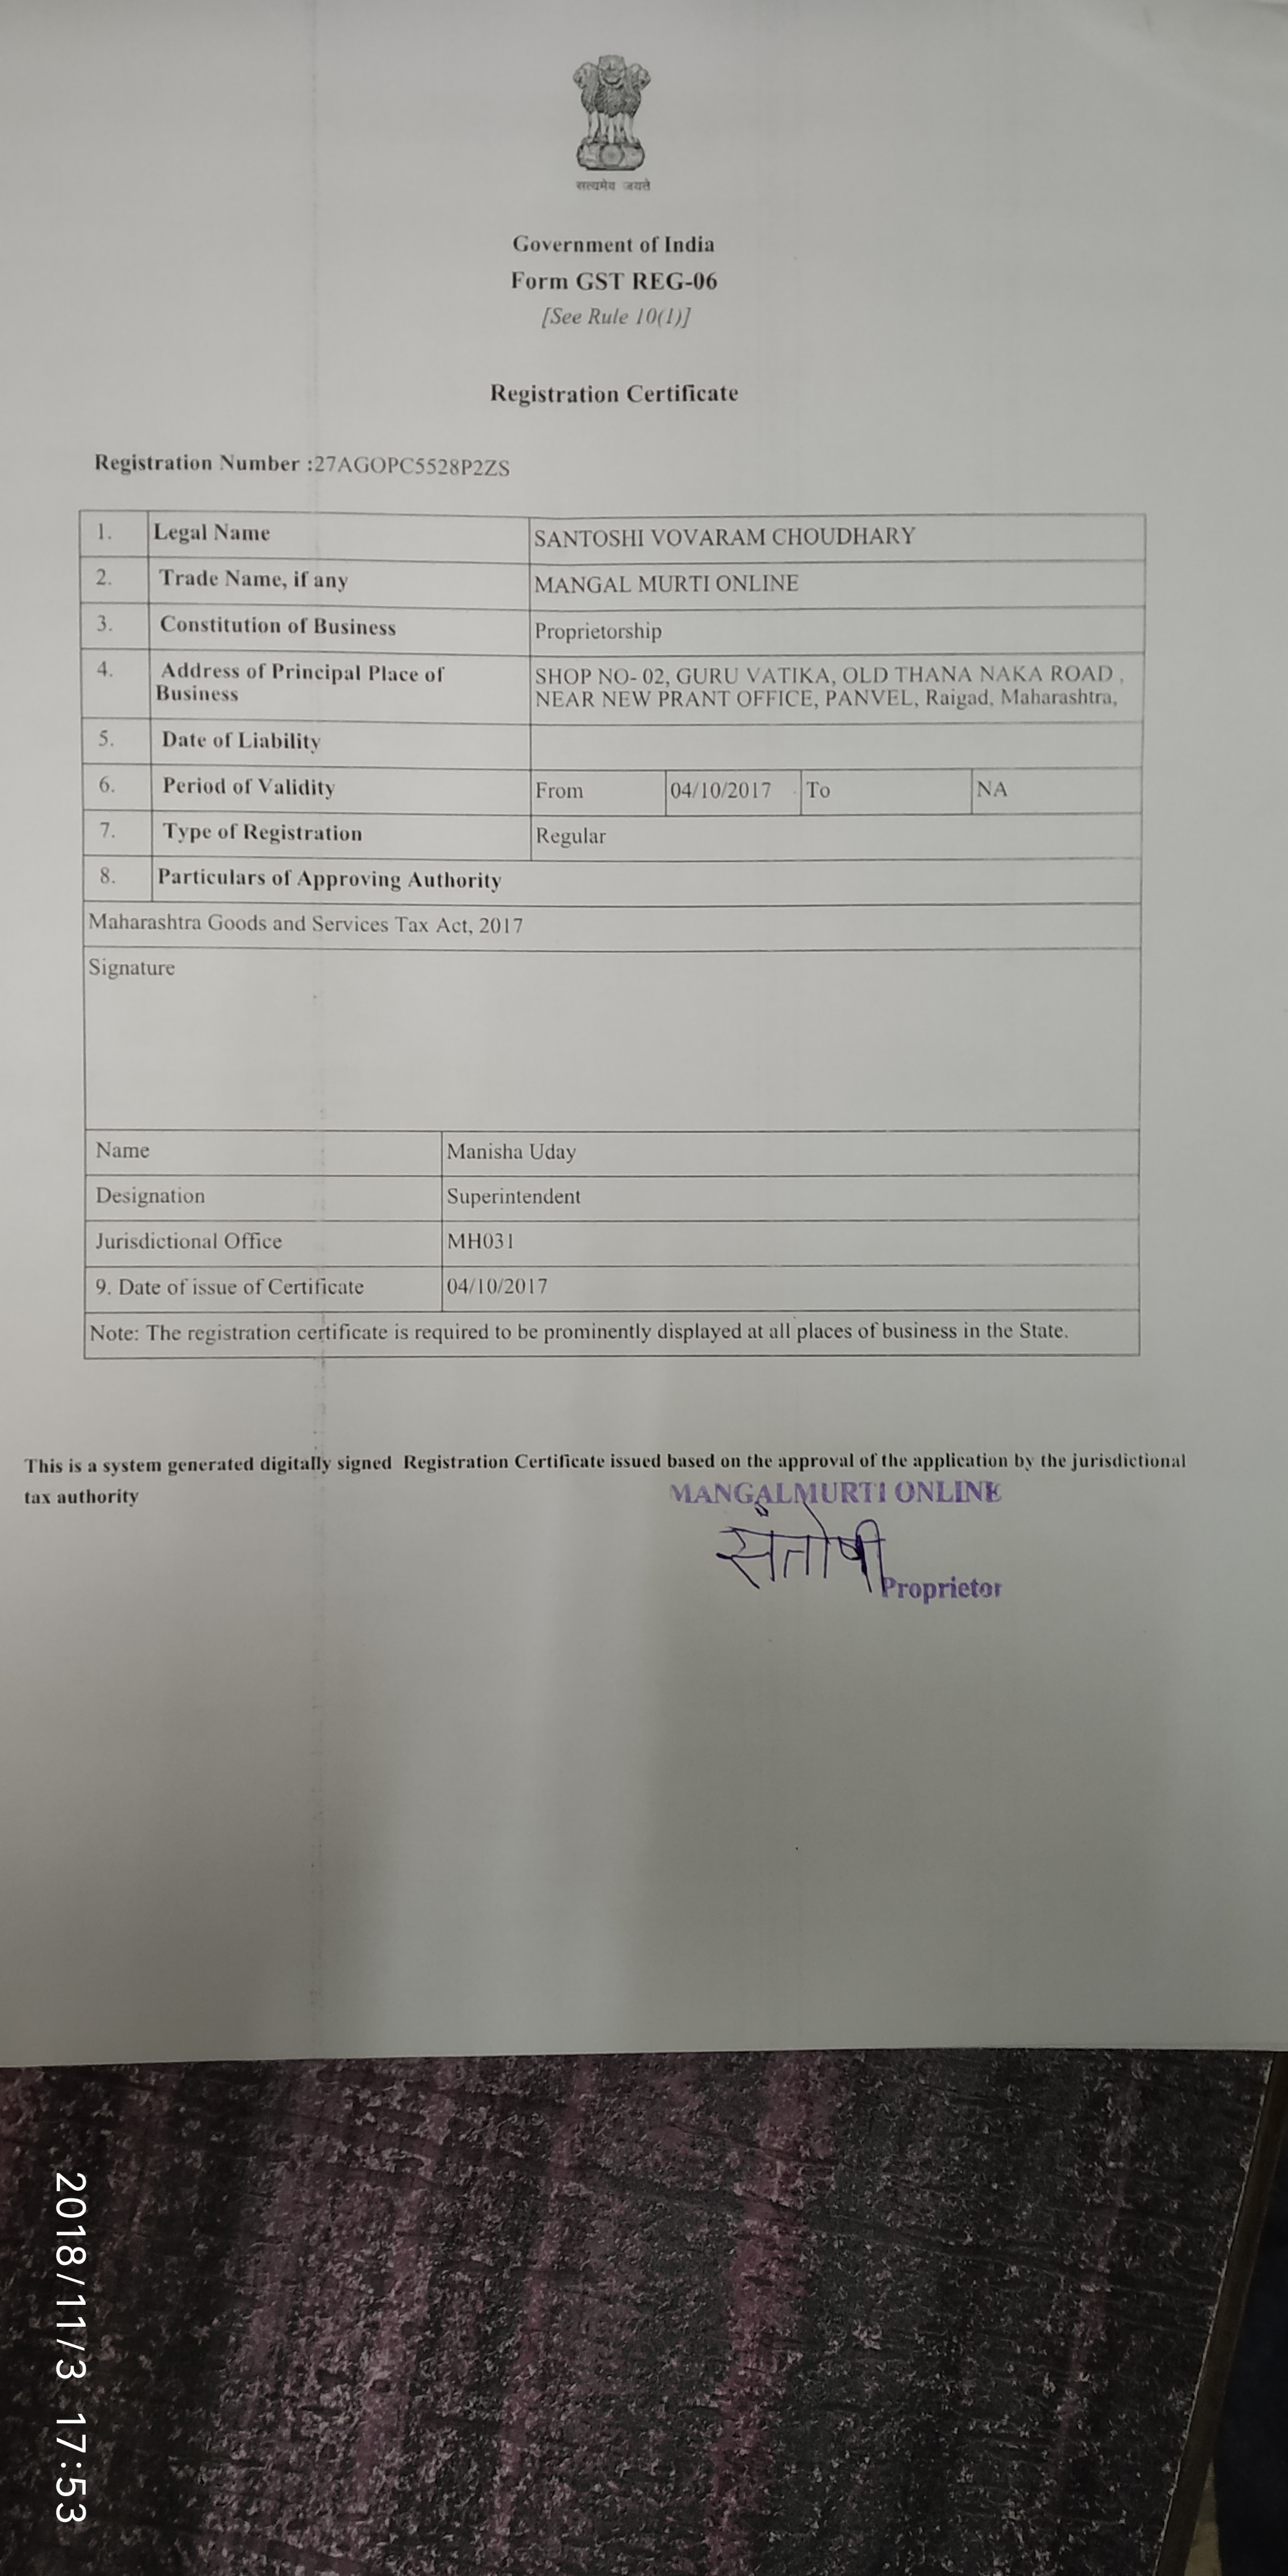 सत्यमेव जयते
Government of India
Form GST REG-06
[See Rule 10(1)]
Registration Certificate
Registration Number :27AGOPC5528P2ZS
1. Legal Name SANTOSHI VOVARAM CHOUDHARY
2. Trade Name, if any MANGAL MURTI ONLINE
3. Constitution of Business Proprietorship
4. Address of Principal Place of Business SHOP NO- 02, GURU VATIKA, OLD THANA NAKA ROAD ,
NEAR NEW PRANT OFFICE, PANVEL, Raigad, Maharashtra,
5. Date of Liability
6. Period of Validity From 04/10/2017 To NA
7. Type of Registration Regular
8. Particulars of Approving Authority
Maharashtra Goods and Services Tax Act, 2017
Signature
Name Manisha Uday
Designation Superintendent
Jurisdictional Office MH031
9. Date of issue of Certificate 04/10/2017
Note: The registration certificate is required to be prominently displayed at all places of business in the State.
This is a system generated digitally signed Registration Certificate issued based on the approval of the application by the jurisdictional
tax authority
MANGALMURTI ONLINE
संतोषी
Proprietor
2018/11/3 17:53